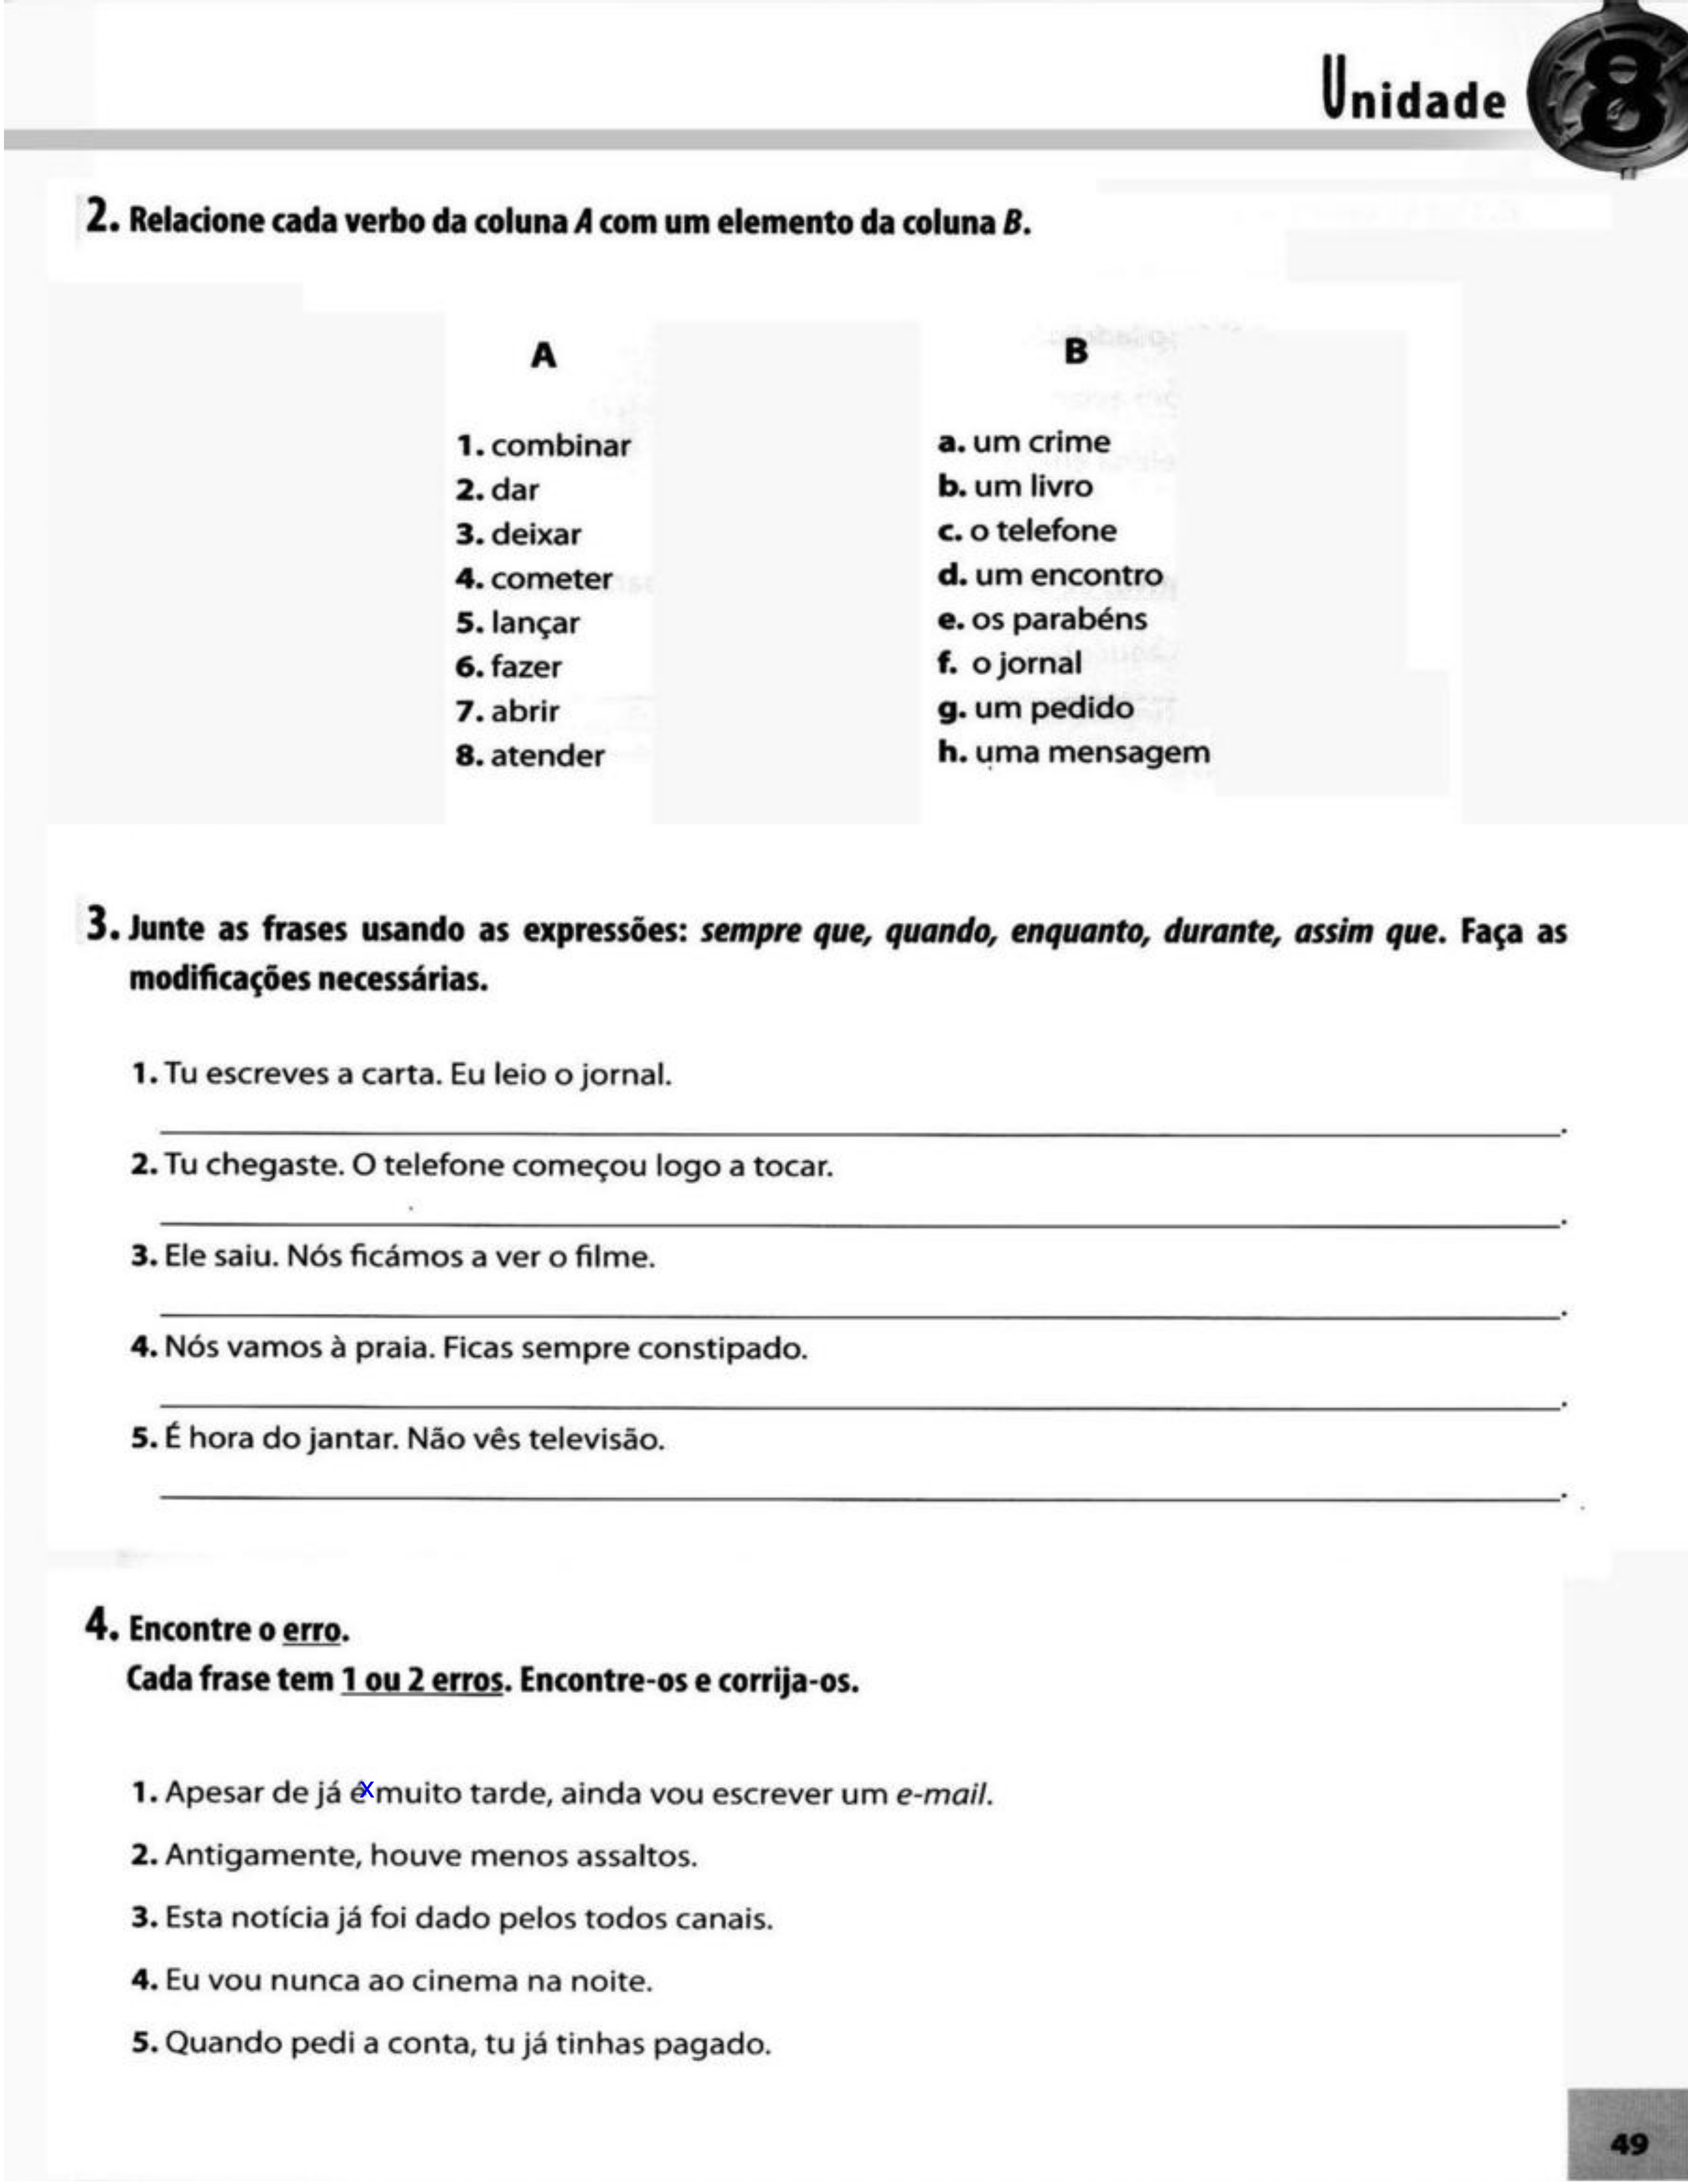 Unidade 8
2. Relacione cada verbo da coluna A com um elemento da coluna B.
A
B
1. combinar
2. dar
3. deixar
4. cometer
5. lançar
6. fazer
7. abrir
8. atender
a. um crime
b. um livro
c. o telefone
d. um encontro
e. os parabéns
f. o jornal
g. um pedido
h. uma mensagem
3. Junte as frases usando as expressões: sempre que, quando, enquanto, durante, assim que. Faça as
modificações necessárias.
1. Tu escreves a carta. Eu leio o jornal.
2. Tu chegaste. O telefone começou logo a tocar.
3. Ele saiu. Nós ficámos a ver o filme.
4. Nós vamos à praia. Ficas sempre constipado.
5. É hora do jantar. Não vês televisão.
4. Encontre o erro.
Cada frase tem 1 ou 2 erros. Encontre-os e corrija-os.
1. Apesar de já é x muito tarde, ainda vou escrever um e-mail.
2. Antigamente, houve menos assaltos.
3. Esta notícia já foi dado pelos todos canais.
4. Eu vou nunca ao cinema na noite.
5. Quando pedi a conta, tu já tinhas pagado.
49